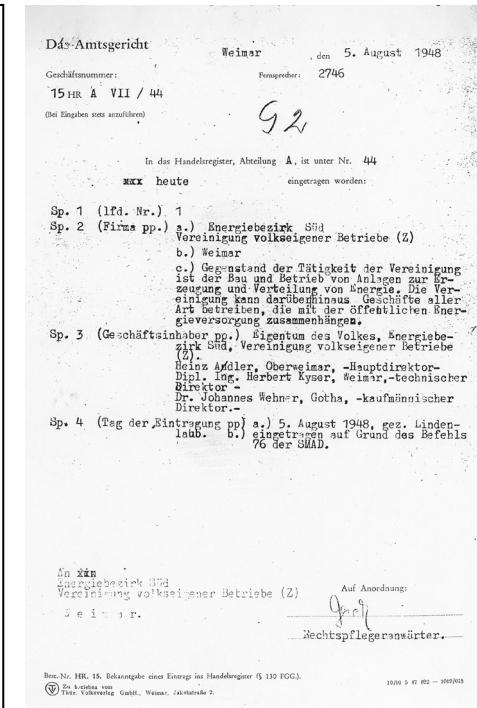 Das Amtsgericht
Weimar, den 5. August 1948
Geschäftsnummer: Fernsprecher: 2746
15 HR A VII / 44
(Bei Eingaben stets anzuführen)
G2
In das Handelsregister, Abteilung A, ist unter Nr. 44
xxx heute eingetragen worden:
Sp. 1 (lfd. Nr.) 1
Sp. 2 (Firma pp.) a.) Energiebezirk Süd
Vereinigung volkseigener Betriebe (Z)
b.) Weimar
c.) Gegenstand der Tätigkeit der Vereinigung
ist der Bau und Betrieb von Anlagen zur Er-
zeugung und Verteilung von Energie. Die Ver-
einigung kann darüberhinaus Geschäfte aller
Art betreiben, die mit der öffentlichen Ener-
gieversorgung zusammenhängen.
Sp. 3 (Geschäftsinhaber pp.) Eigentum des Volkes, Energiebe-
zirk Süd, Vereinigung volkseigener Betriebe
(Z).
Heinz Andler, Oberweimar, -Hauptdirektor-
Dipl. Ing. Herbert Kyser, Weimar,-technischer
Direktor -
Dr. Johannes Wehner, Gotha, -kaufmännischer
Direktor.-
Sp. 4 (Tag der Eintragung pp) a.) 5. August 1948, gez. Linden-
laub. b.) eingetragen auf Grund des Befehls
76 der SMAD.
An
Energiebezirk Süd
Vereinigung volkseigener Betriebe (Z)
Weimar.
Auf Anordnung:
Rechtspflegeranwärter.
Best.-Nr. HR. 15. Bekanntgabe eines Eintrags ins Handelsregister (§ 130 FGG.).
Zu beziehen vom
Thür. Volksverlag GmbH., Weimar, Jakobstraße 2.